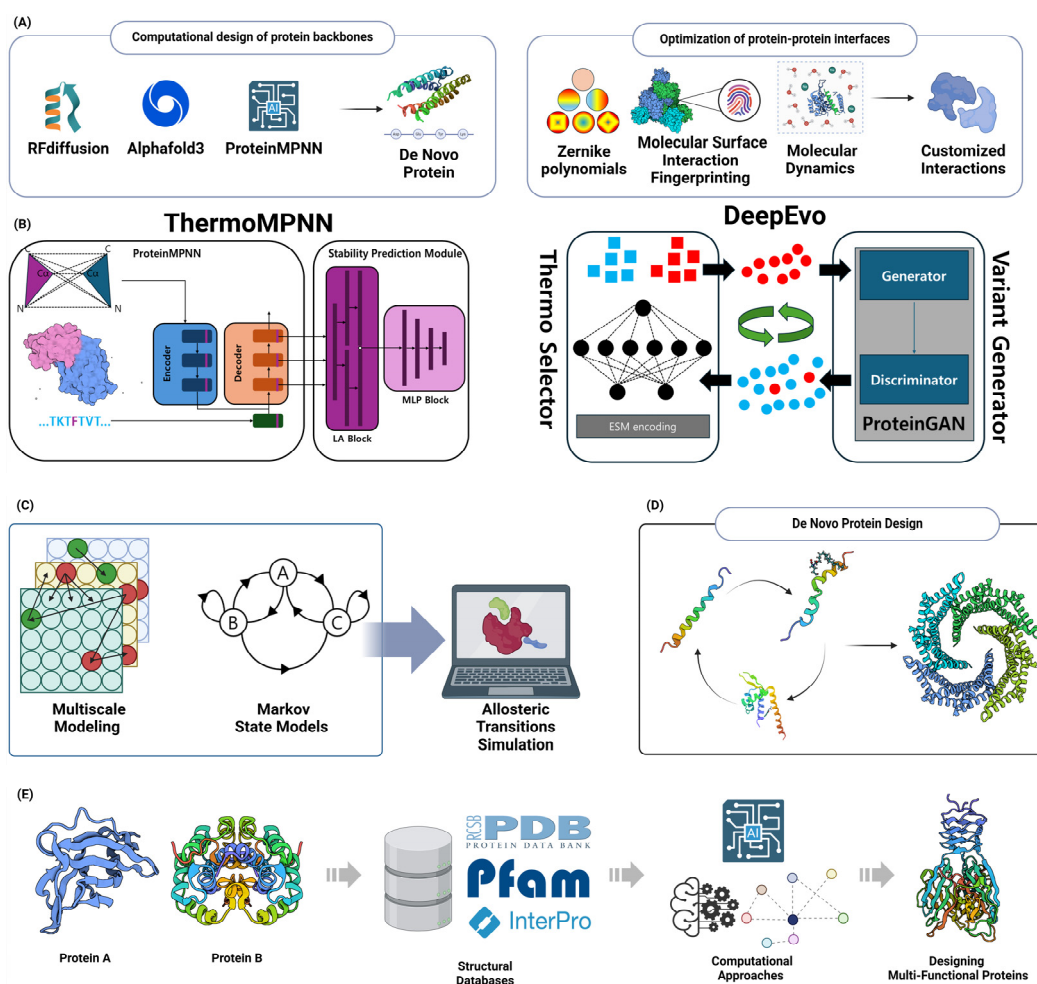 (A)
Computational design of protein backbones
Optimization of protein-protein interfaces
AI
RFdiffusion
Alphafold3
ProteinMPNN
De Novo
Protein
Zernike
polynomials
Molecular Surface
Interaction
Fingerprinting
Molecular
Dynamics
Customized
Interactions
(B)
ThermoMPNN
DeepEvo
ProteinMPNN
Stability Prediction Module
C
C
Cα
Cα
N
N
Encoder
Decoder
...TKTFTVT...
LA Block
MLP Block
Thermo Selector
ESM encoding
Generator
Discriminator
ProteinGAN
Variant Generator
(C)
A
B
C
Multiscale
Modeling
Markov
State Models
Allosteric
Transitions
Simulation
(D)
De Novo Protein Design
(E)
Protein A
Protein B
RCSB
PDB
PROTEIN DATA BANK
Pfam
InterPro
Structural
Databases
AI
Computational
Approaches
Designing
Multi-Functional Proteins